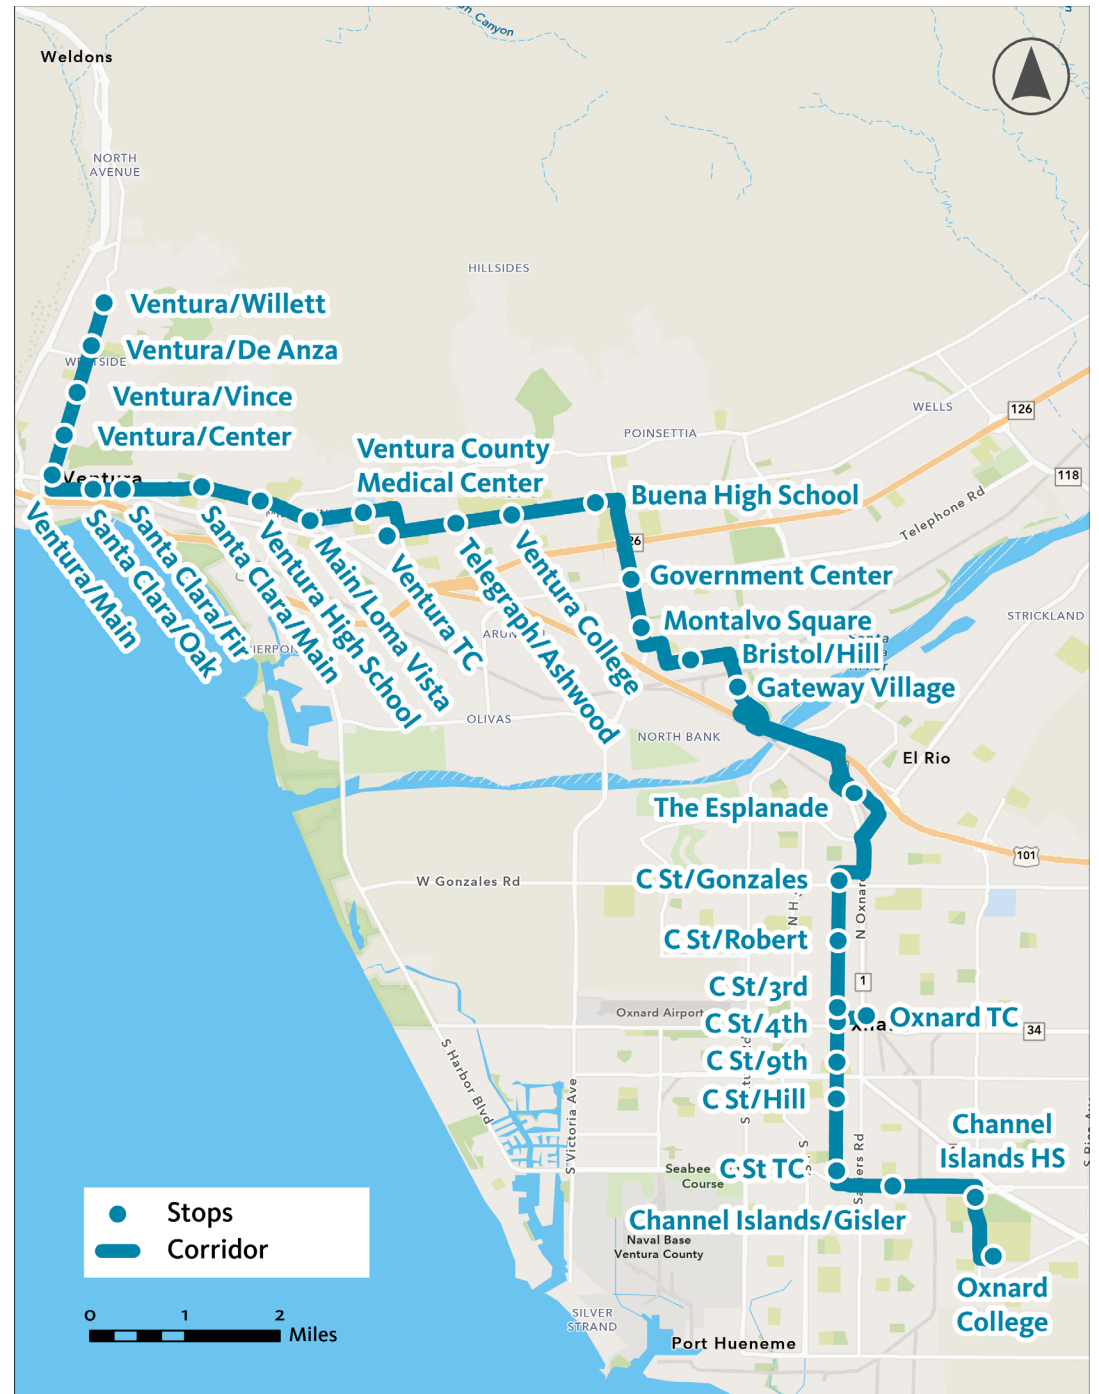 Canyon
Weldons
NORTH
AVENUE
HILLSIDES
Ventura/Willett
Ventura/De Anza
Ventura/Vince
WELLS
126
Ventura/Center
POINSETTIA
Ventura County
Medical Center
118
Ventura
Buena High School
Telephone Rd
Ventura/Main
Santa Clara/Oak
Santa Clara/Fir
Santa Clara/Main
Ventura High School
Main/Loma Vista
Ventura TC
Telegraph/Ashwood
Ventura College
Government Center
STRICKLAND
Montalvo Square
Bristol/Hill
Gateway Village
OLIVAS
NORTH BANK
El Rio
The Esplanade
101
W Gonzales Rd
C St/Gonzales
C St/Robert
N Oxnard
1
C St/3rd
Oxnard Airport
C St/4th
Oxnard TC
34
S Harbor Blvd
C St/9th
C St/Hill
S Victoria Ave
Channel
Islands HS
Seabee
Course
C St TC
Channel Islands/Gisler
Naval Base
Ventura County
Stops
Corridor
Oxnard
College
0 1 2
Miles
SILVER
STRAND
Port Hueneme